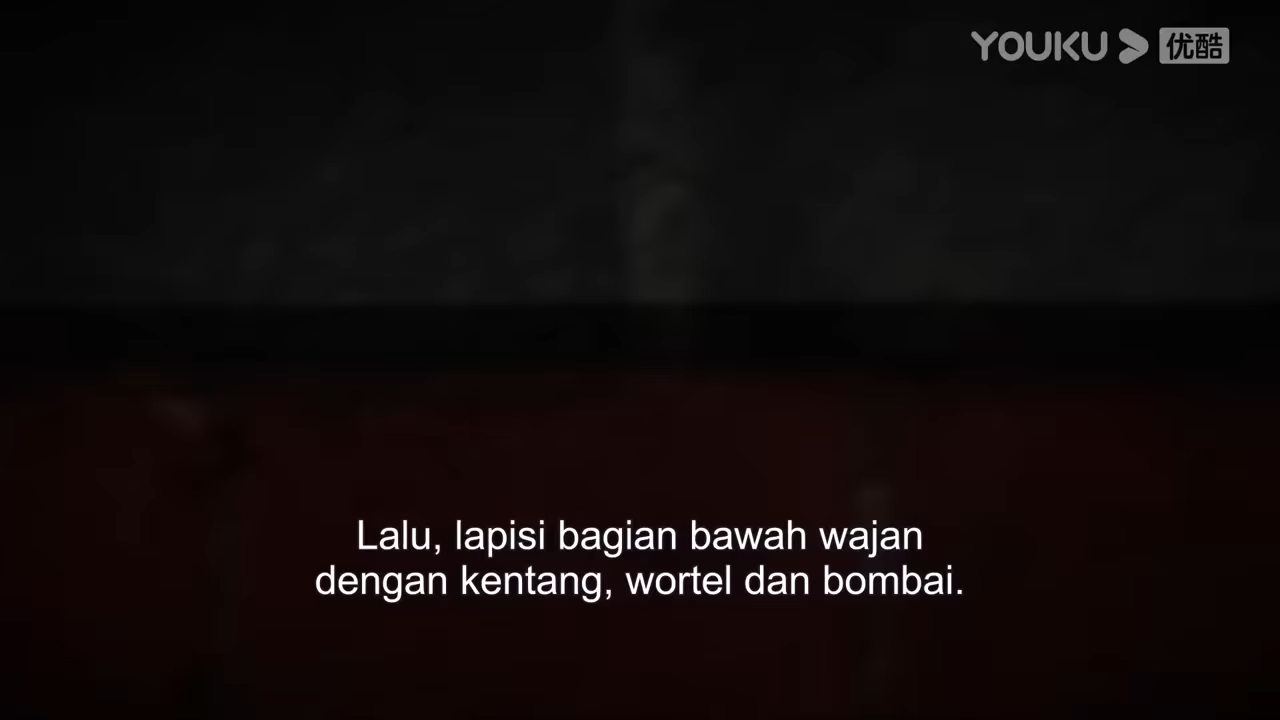 YOUKU 优酷
Lalu, lapisi bagian bawah wajan
dengan kentang, wortel dan bombai.